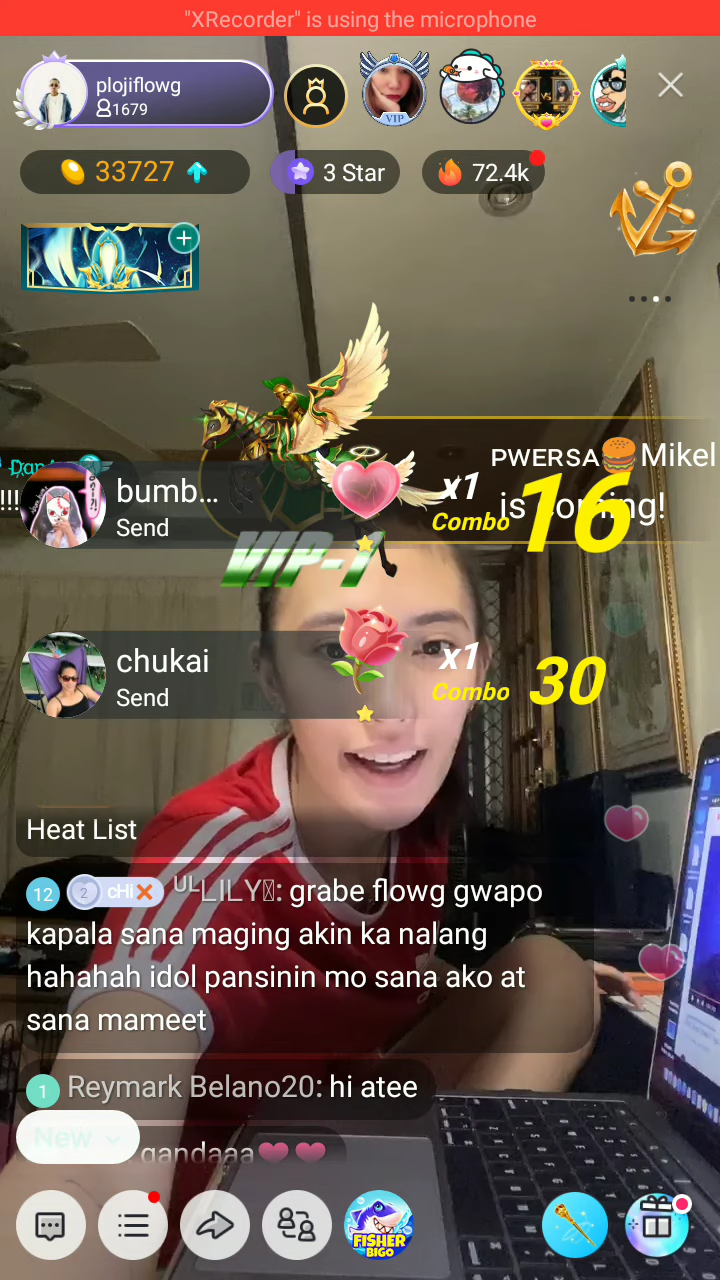 "XRecorder" is using the microphone
plojiflowg
1679
VIP
33727
3 Star
72.4k
PWERSA🍔Mikel
is coming!
!!!
bumb...
Send
x1
Combo
16
VIP-1
chukai
Send
x1
Combo
30
Heat List
12 2 cHi❌ ᵁᴸLILY: grabe flowg gwapo
kapala sana maging akin ka nalang
hahahah idol pansinin mo sana ako at
sana mameet
1 Reymark Belano20: hi atee
New
gandaaa❤❤
FISHER
BIGO